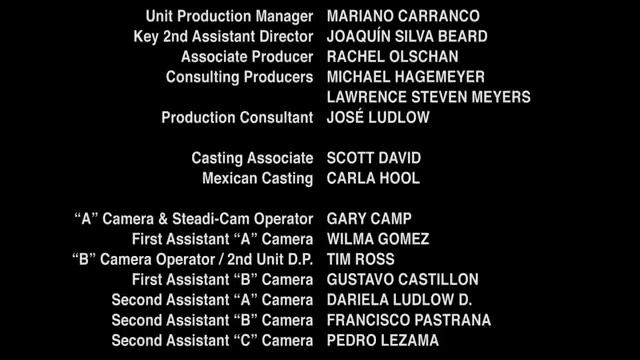 Unit Production Manager MARIANO CARRANCO
Key 2nd Assistant Director JOAQUÍN SILVA BEARD
Associate Producer RACHEL OLSCHAN
Consulting Producers MICHAEL HAGEMEYER
LAWRENCE STEVEN MEYERS
Production Consultant JOSÉ LUDLOW
Casting Associate SCOTT DAVID
Mexican Casting CARLA HOOL
“A” Camera & Steadi-Cam Operator GARY CAMP
First Assistant “A” Camera WILMA GOMEZ
“B” Camera Operator / 2nd Unit D.P. TIM ROSS
First Assistant “B” Camera GUSTAVO CASTILLON
Second Assistant “A” Camera DARIELA LUDLOW D.
Second Assistant “B” Camera FRANCISCO PASTRANA
Second Assistant “C” Camera PEDRO LEZAMA